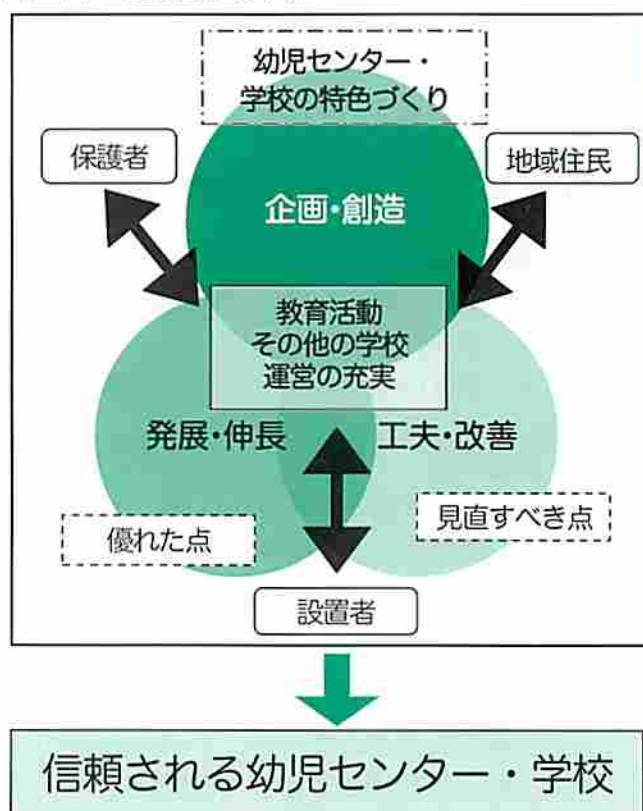 幼児センター・
学校の特色づくり
保護者
地域住民
企画・創造
教育活動
その他の学校
運営の充実
発展・伸長
工夫・改善
優れた点
見直すべき点
設置者
信頼される幼児センター・学校